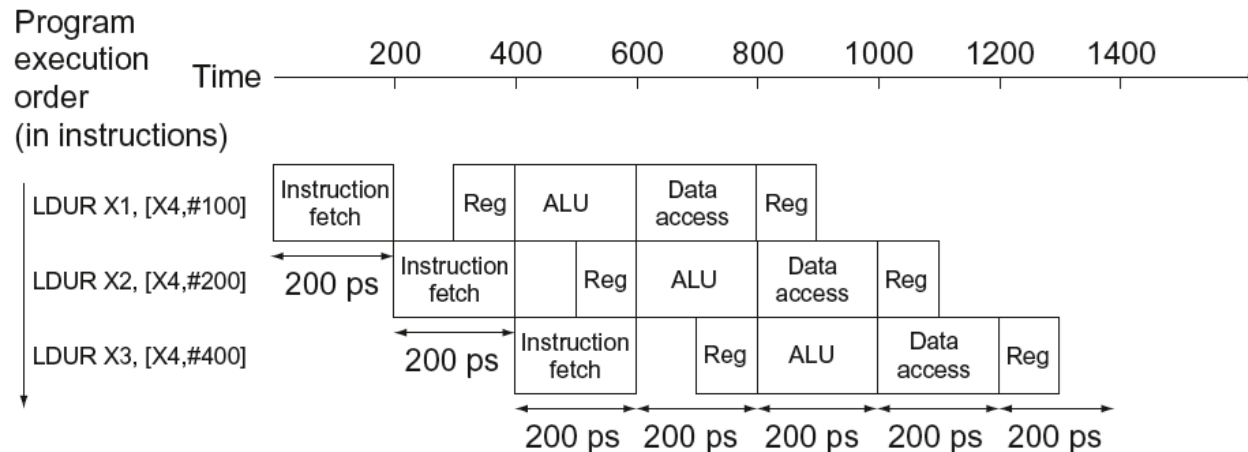 Program
execution
order
(in instructions)
Time
200 400 600 800 1000 1200 1400
LDUR X1, [X4,#100]
Instruction
fetch
Reg
ALU
Data
access
Reg
200 ps
LDUR X2, [X4,#200]
Instruction
fetch
Reg
ALU
Data
access
Reg
200 ps
LDUR X3, [X4,#400]
Instruction
fetch
Reg
ALU
Data
access
Reg
200 ps 200 ps 200 ps 200 ps 200 ps